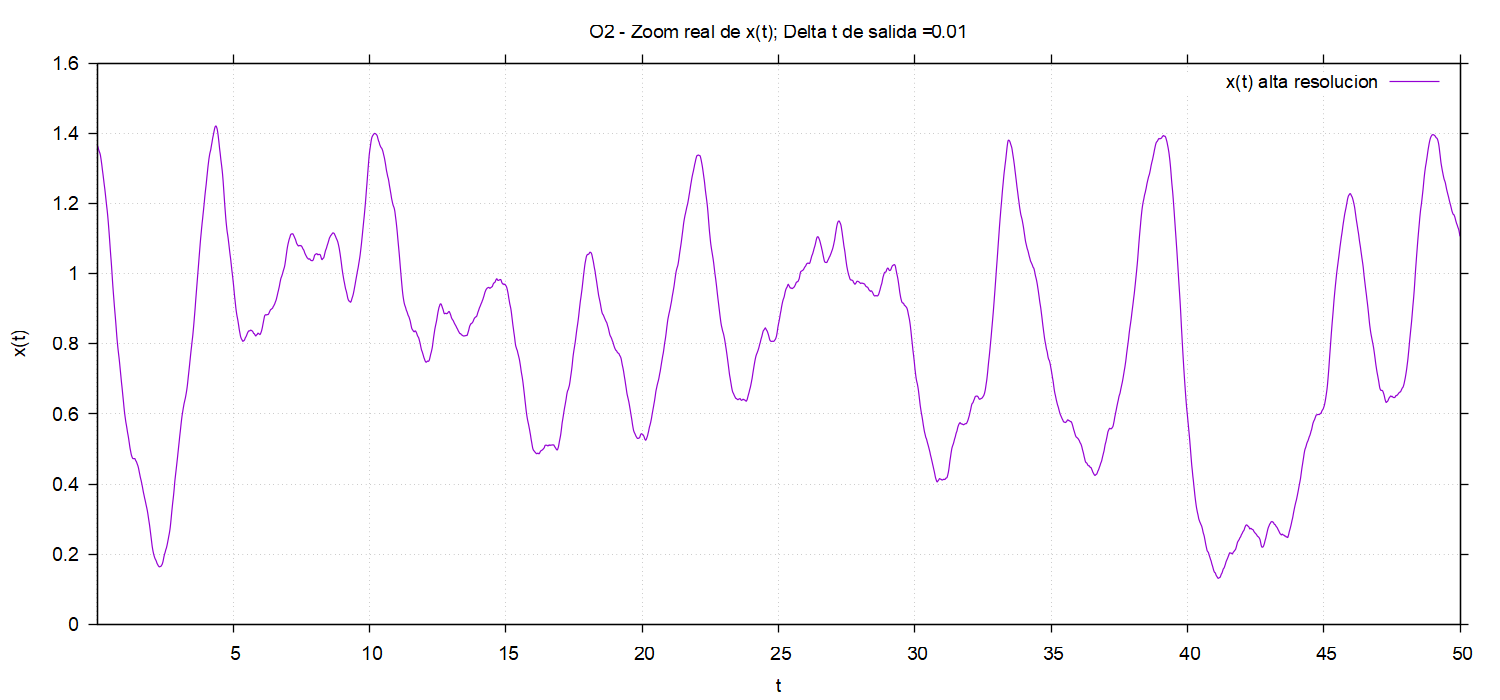 O2 - Zoom real de x(t); Delta t de salida =0.01
x(t) alta resolucion
1.6
1.4
1.2
1
0.8
0.6
0.4
0.2
0
x(t)
5 10 15 20 25 30 35 40 45 50
t